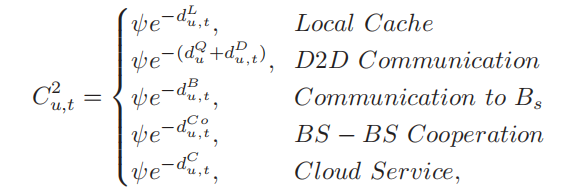 ψe^{-d^L_{u,t}}, Local Cache
ψe^{-(d^Q_u+d^D_{u,t})}, D2D Communication
C^2_{u,t} = { ψe^{-d^B_{u,t}}, Communication to B_s
ψe^{-d^{Co}_{u,t}}, BS − BS Cooperation
ψe^{-d^C_{u,t}}, Cloud Service,